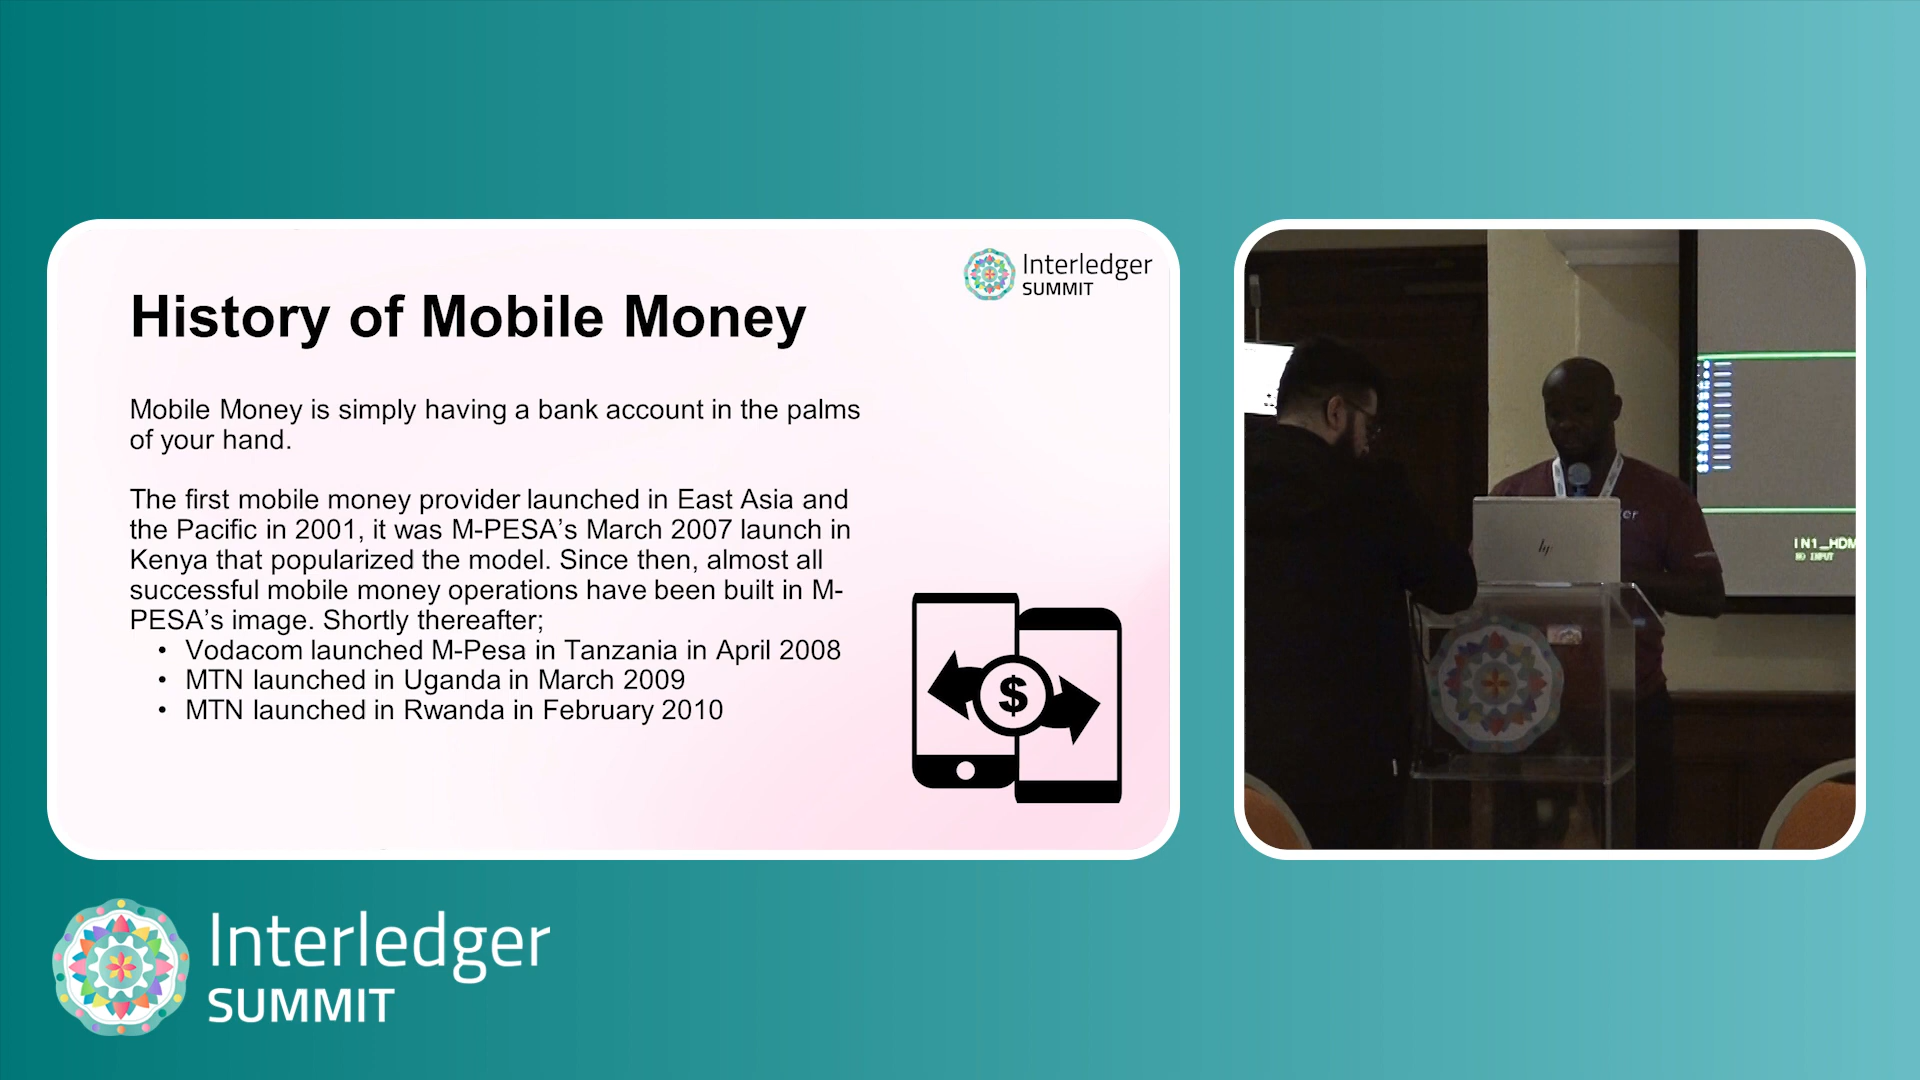 Interledger
SUMMIT
History of Mobile Money
Mobile Money is simply having a bank account in the palms
of your hand.
The first mobile money provider launched in East Asia and
the Pacific in 2001, it was M-PESA’s March 2007 launch in
Kenya that popularized the model. Since then, almost all
successful mobile money operations have been built in M-
PESA’s image. Shortly thereafter;
• Vodacom launched M-Pesa in Tanzania in April 2008
• MTN launched in Uganda in March 2009
• MTN launched in Rwanda in February 2010
$
hp
IN1_HDM
NO INPUT
Interledger
SUMMIT